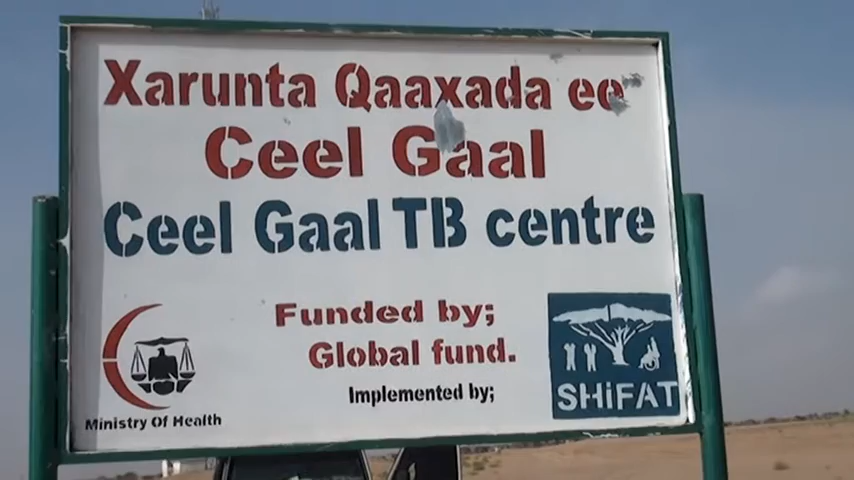 Xarunta Qaaxada ee
Ceel Gaal
Ceel Geel Gaal TB centre
Funded by;
Global fund.
Implemented by;
Ministry Of Health
SHiFAT